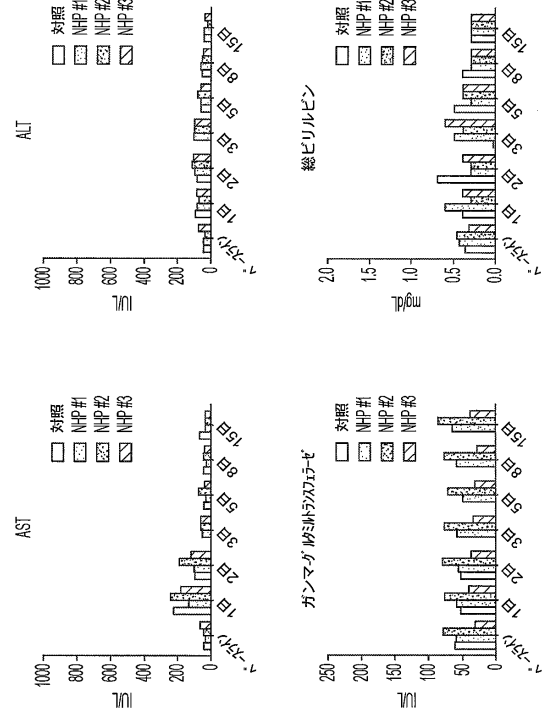 AST
IU/L
1000
800
600
400
200
0
対照
NHP #1
NHP #2
NHP #3
ベースライン
1日
2日
3日
5日
8日
15日
ALT
IU/L
1000
800
600
400
200
0
対照
NHP #1
NHP #2
NHP #3
ベースライン
1日
2日
3日
5日
8日
15日
ガンマ-グルタミルトランスフェラーゼ
IU/L
250
200
150
100
50
0
対照
NHP #1
NHP #2
NHP #3
ベースライン
1日
2日
3日
5日
8日
15日
総ビリルビン
mg/dL
2.0
1.5
1.0
0.5
0.0
対照
NHP #1
NHP #2
NHP #3
ベースライン
1日
2日
3日
5日
8日
15日